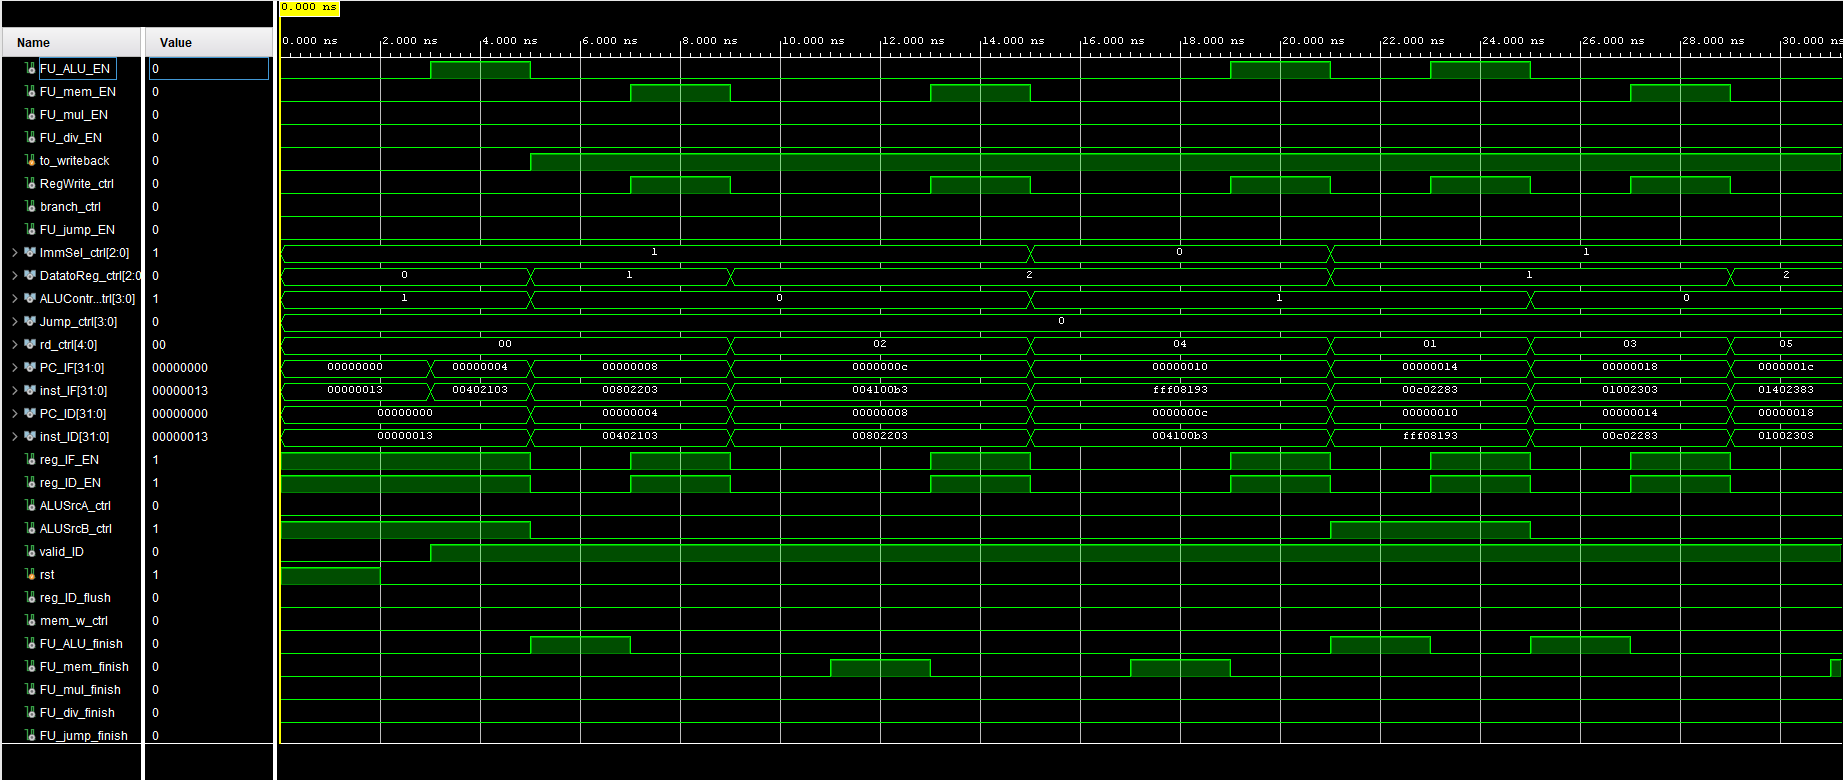 0.000 ns
Name Value 0.000 ns 2.000 ns 4.000 ns 6.000 ns 8.000 ns 10.000 ns 12.000 ns 14.000 ns 16.000 ns 18.000 ns 20.000 ns 22.000 ns 24.000 ns 26.000 ns 28.000 ns 30.000 ns
FU_ALU_EN 0
FU_mem_EN 0
FU_mul_EN 0
FU_div_EN 0
to_writeback 0
RegWrite_ctrl 0
branch_ctrl 0
FU_jump_EN 0
ImmSel_ctrl[2:0] 1 1 0 1
DatatoReg_ctrl[2:0 0 0 1 2 1 2
ALUContr...trl[3:0] 1 1 0 1 0
Jump_ctrl[3:0] 0 0
rd_ctrl[4:0] 00 00 02 04 01 03 05
PC_IF[31:0] 00000000 00000000 00000004 00000008 0000000c 00000010 00000014 00000018 0000001c
inst_IF[31:0] 00000013 00000013 00402103 00802203 004100b3 fff08193 00c02283 01002303 01402383
PC_ID[31:0] 00000000 00000000 00000004 00000008 0000000c 00000010 00000014 00000018
inst_ID[31:0] 00000013 00000013 00402103 00802203 004100b3 fff08193 00c02283 01002303
reg_IF_EN 1
reg_ID_EN 1
ALUSrcA_ctrl 0
ALUSrcB_ctrl 1
valid_ID 0
rst 1
reg_ID_flush 0
mem_w_ctrl 0
FU_ALU_finish 0
FU_mem_finish 0
FU_mul_finish 0
FU_div_finish 0
FU_jump_finish 0